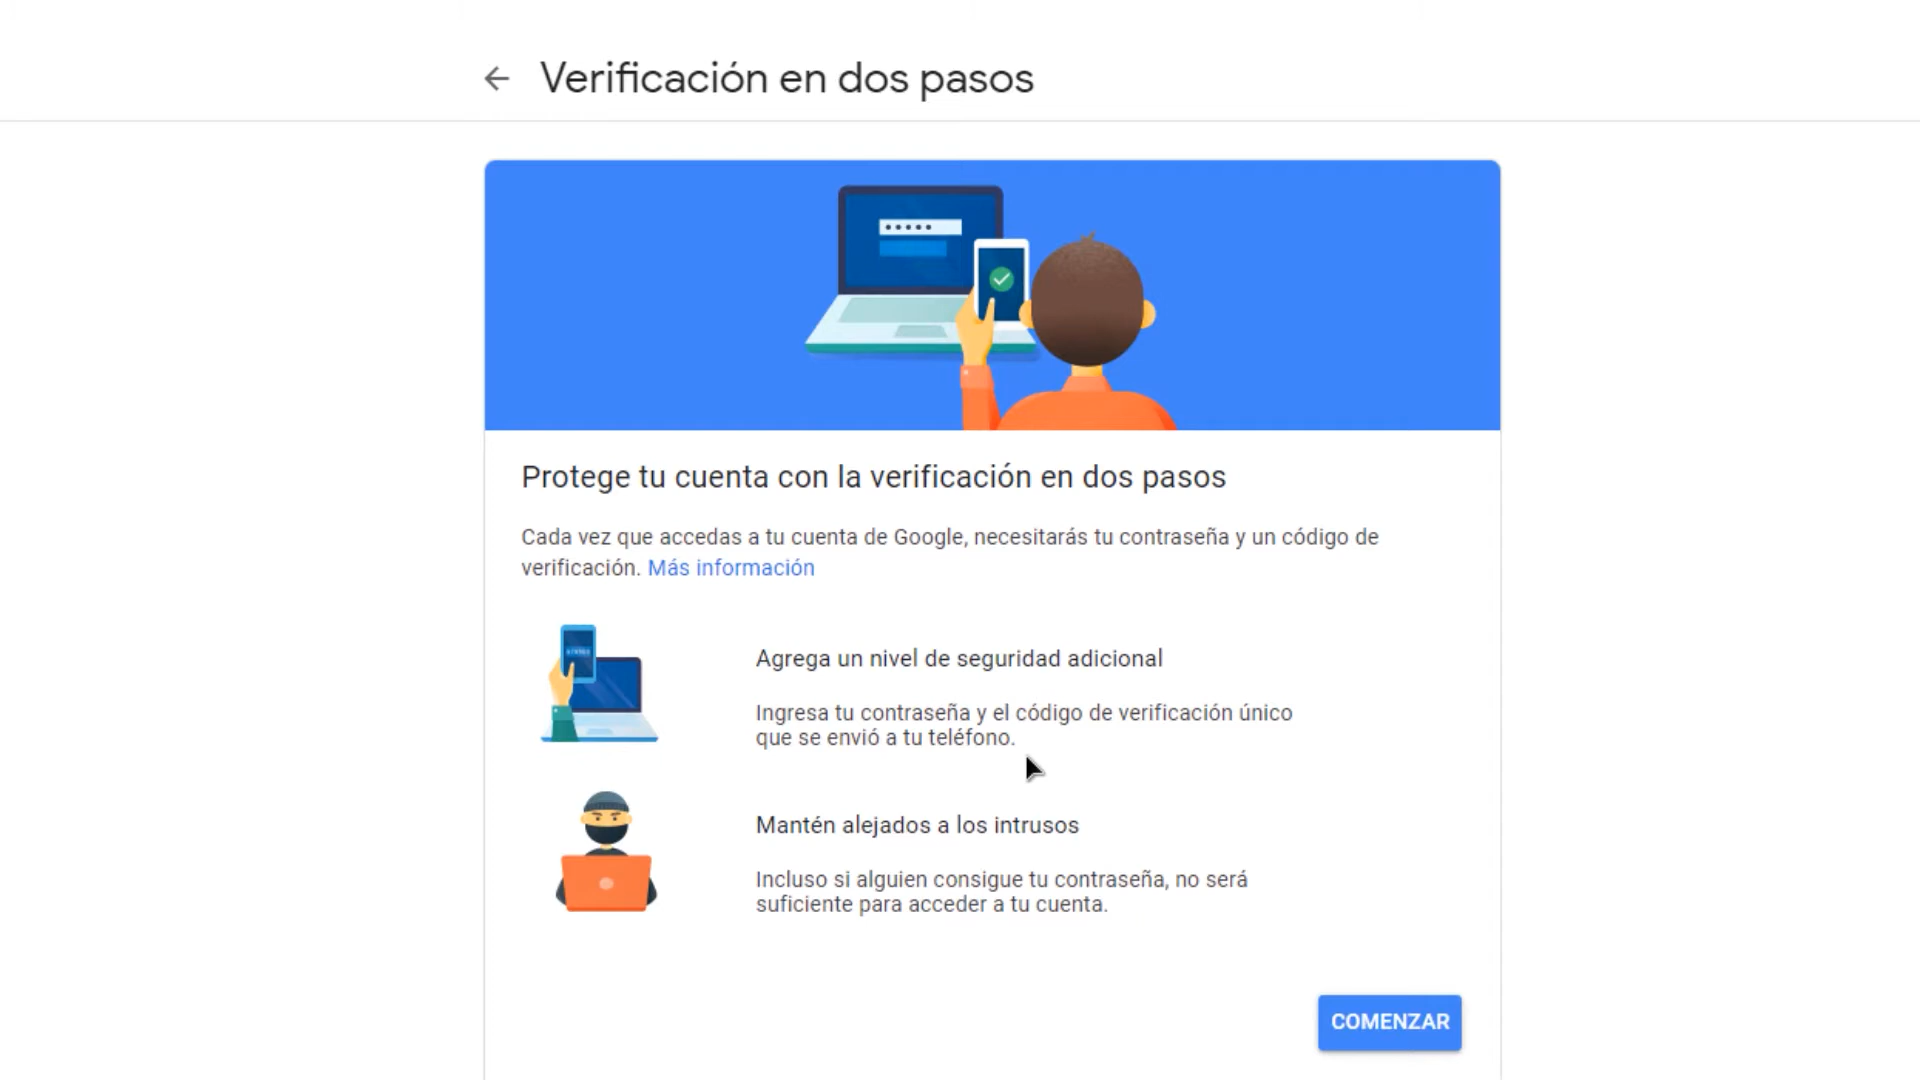 Verificación en dos pasos
Protege tu cuenta con la verificación en dos pasos
Cada vez que accedas a tu cuenta de Google, necesitarás tu contraseña y un código de
verificación. Más información
Agrega un nivel de seguridad adicional
Ingresa tu contraseña y el código de verificación único
que se envió a tu teléfono.
Mantén alejados a los intrusos
Incluso si alguien consigue tu contraseña, no será
suficiente para acceder a tu cuenta.
COMENZAR